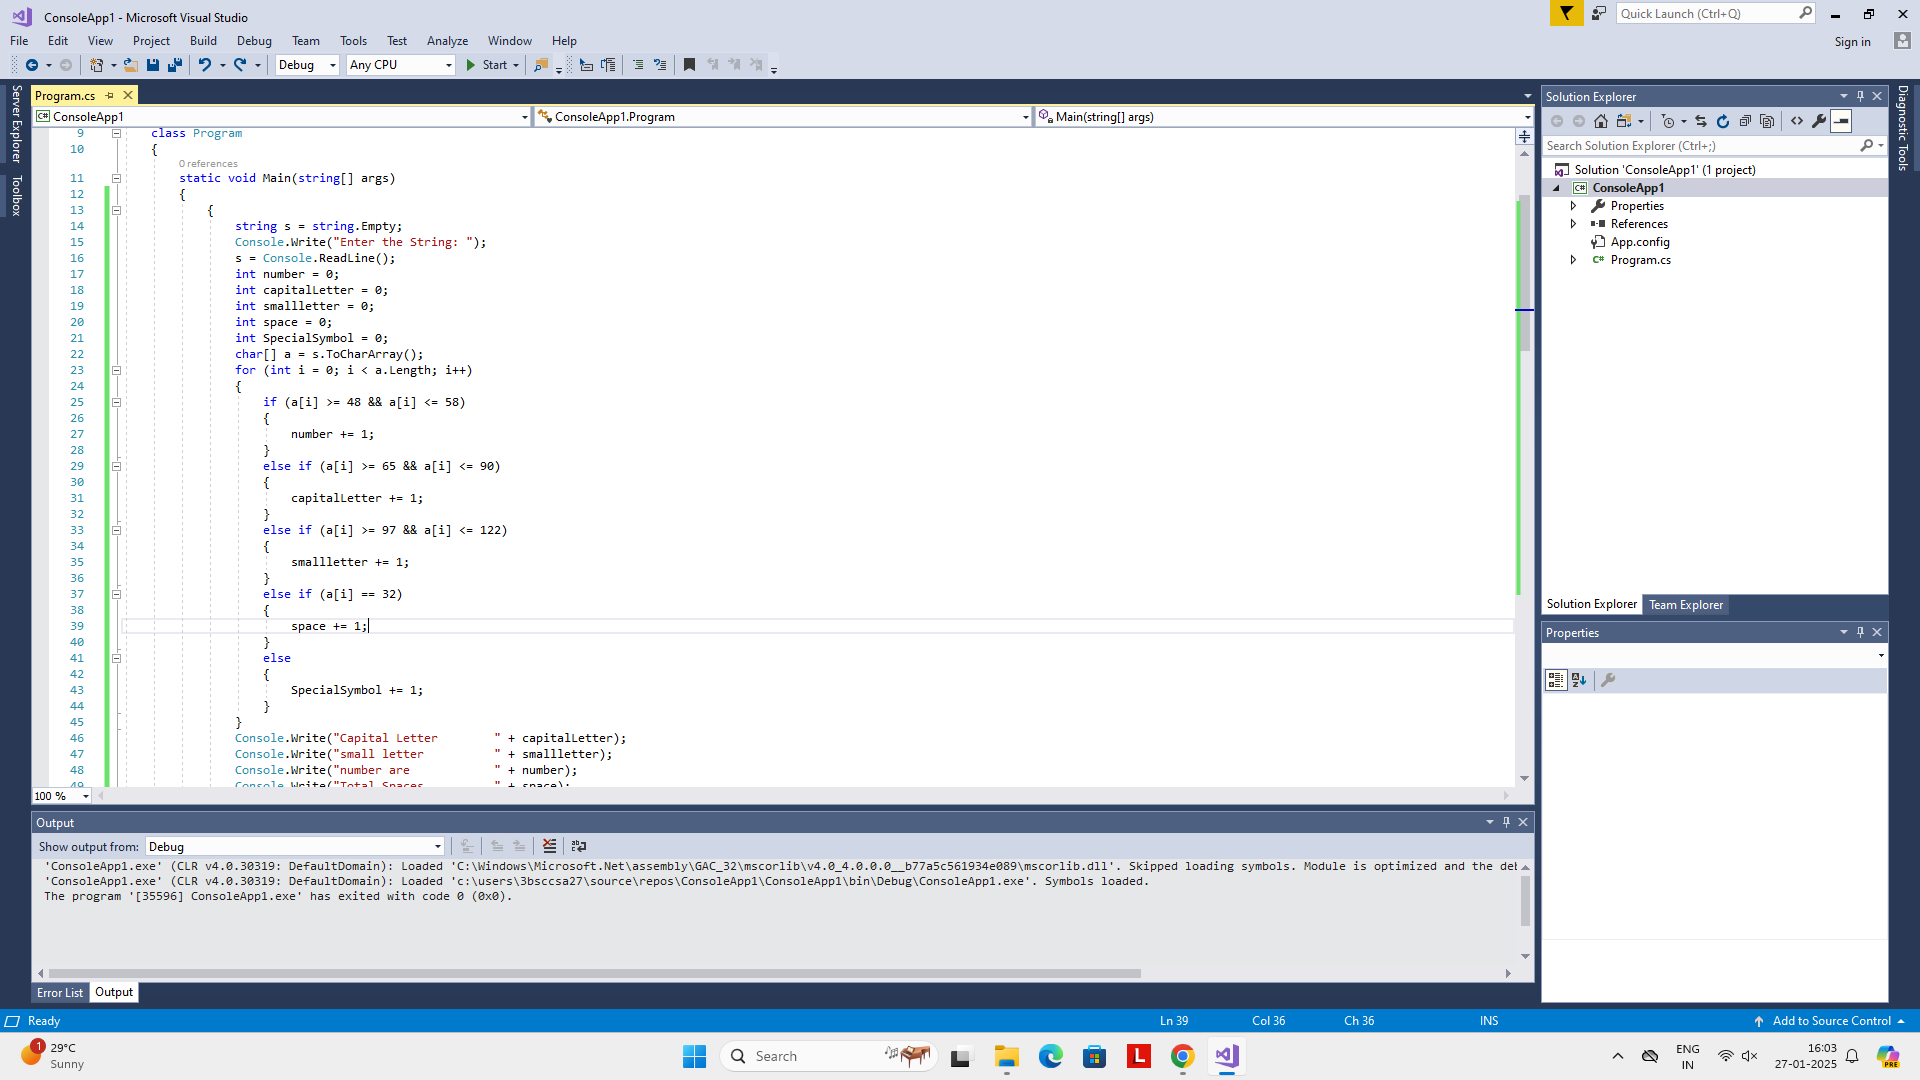 ConsoleApp1 - Microsoft Visual Studio
Quick Launch (Ctrl+Q)
File Edit View Project Build Debug Team Tools Test Analyze Window Help
Sign in
Debug Any CPU Start
Server Explorer
Toolbox
Program.cs
ConsoleApp1 ConsoleApp1.Program Main(string[] args)
9 class Program
10 {
0 references
11 static void Main(string[] args)
12 {
13 {
14 string s = string.Empty;
15 Console.Write("Enter the String: ");
16 s = Console.ReadLine();
17 int number = 0;
18 int capitalLetter = 0;
19 int smallletter = 0;
20 int space = 0;
21 int SpecialSymbol = 0;
22 char[] a = s.ToCharArray();
23 for (int i = 0; i < a.Length; i++)
24 {
25 if (a[i] >= 48 && a[i] <= 58)
26 {
27 number += 1;
28 }
29 else if (a[i] >= 65 && a[i] <= 90)
30 {
31 capitalLetter += 1;
32 }
33 else if (a[i] >= 97 && a[i] <= 122)
34 {
35 smallletter += 1;
36 }
37 else if (a[i] == 32)
38 {
39 space += 1;
40 }
41 else
42 {
43 SpecialSymbol += 1;
44 }
45 }
46 Console.Write("Capital Letter        " + capitalLetter);
47 Console.Write("small letter          " + smallletter);
48 Console.Write("number are            " + number);
49 Console.Write("Total Spaces          " + space);
100 %
Solution Explorer
Search Solution Explorer (Ctrl+;)
Solution 'ConsoleApp1' (1 project)
C# ConsoleApp1
Properties
References
App.config
C# Program.cs
Solution Explorer Team Explorer
Properties
Diagnostic Tools
Output
Show output from: Debug
'ConsoleApp1.exe' (CLR v4.0.30319: DefaultDomain): Loaded 'C:\Windows\Microsoft.Net\assembly\GAC_32\mscorlib\v4.0_4.0.0.0__b77a5c561934e089\mscorlib.dll'. Skipped loading symbols. Module is optimized and the deb
'ConsoleApp1.exe' (CLR v4.0.30319: DefaultDomain): Loaded 'c:\users\3bsccsa27\source\repos\ConsoleApp1\ConsoleApp1\bin\Debug\ConsoleApp1.exe'. Symbols loaded.
The program '[35596] ConsoleApp1.exe' has exited with code 0 (0x0).
Error List Output
Ready Ln 39 Col 36 Ch 36 INS Add to Source Control
1 29°C
Sunny
Search
L
ENG
IN
16:03
27-01-2025
PRE